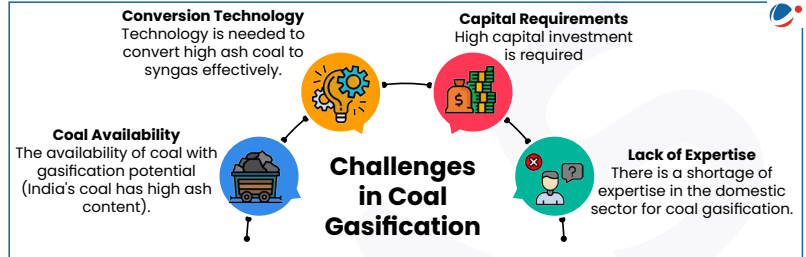 Conversion Technology
Technology is needed to
convert high ash coal to
syngas effectively.
Capital Requirements
High capital investment
is required
Coal Availability
The availability of coal with
gasification potential
(India's coal has high ash
content).
Challenges
in Coal
Gasification
Lack of Expertise
There is a shortage of
expertise in the domestic
sector for coal gasification.
$
?